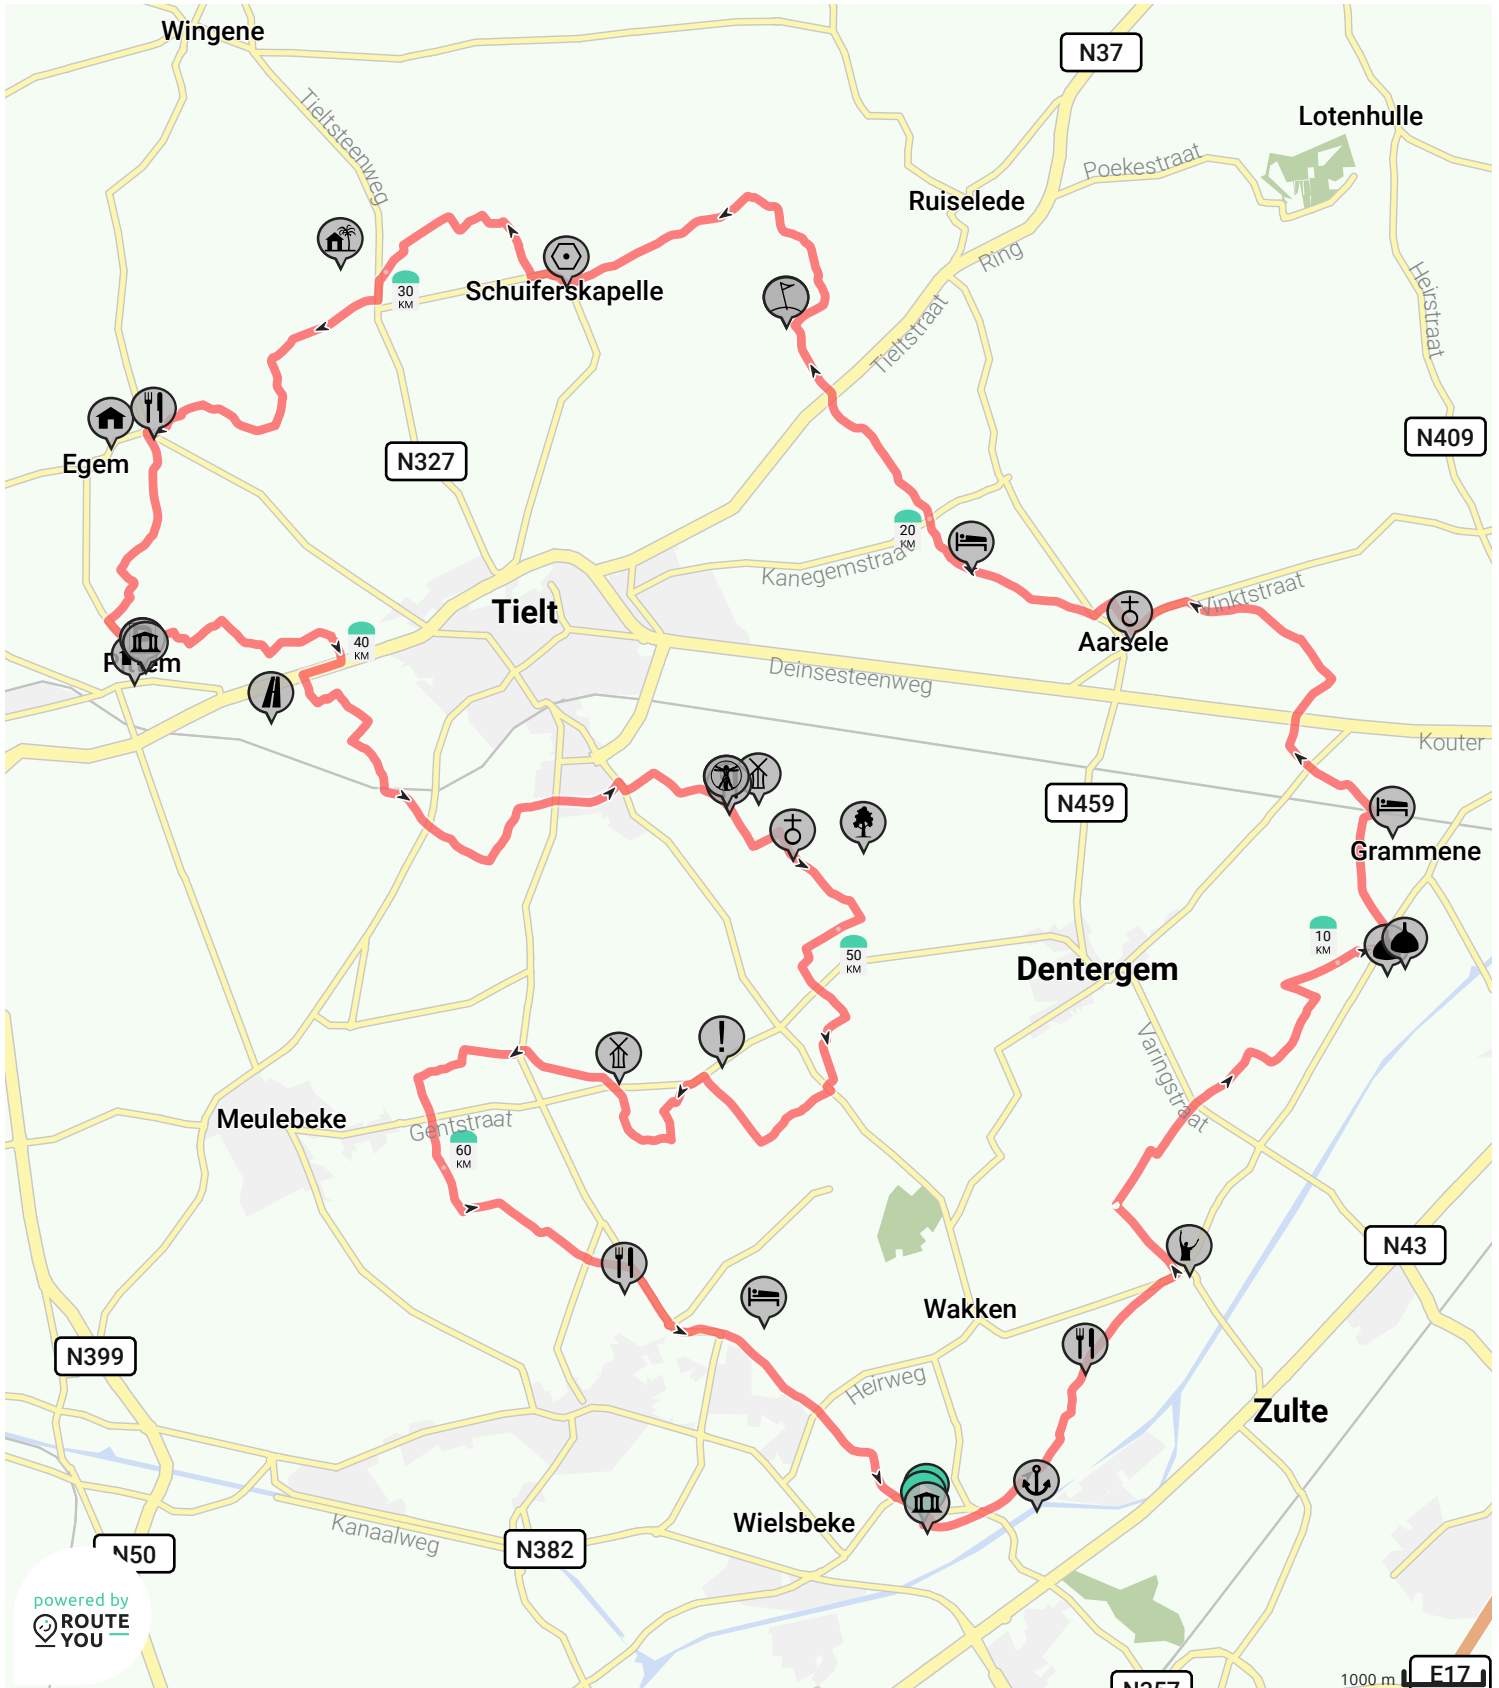 Wingene
N37
Lotenhulle
Tieltsteenweg
Poekestraat
Ruiselede
Ring
Schuiferskapelle
30
KM
Heirstraat
Tieltstraat
N409
N327
Egem
20
KM
Kanegemstraat
Vinktstraat
Tielt
Aarsele
40
KM
Deinsesteenweg
Kouter
N459
Grammene
10
KM
50
KM
Dentergem
Varingstraat
Meulebeke
Gentstraat
60
KM
N43
Wakken
N399
Heirweg
Zulte
Wielsbeke
Kanaalweg
N382
N50
powered by
ROUTE
YOU
1000 m
E17
N357